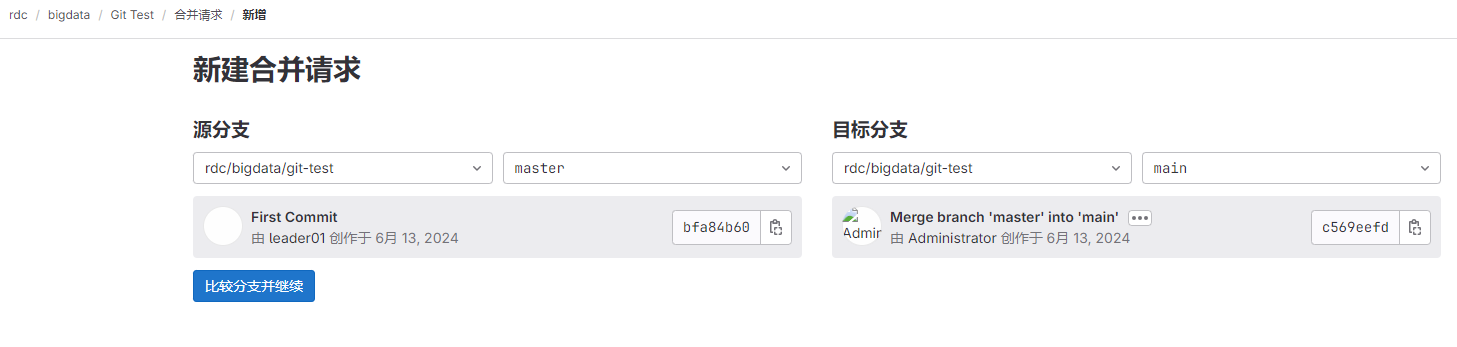 rdc / bigdata / Git Test / 合并请求 / 新增
新建合并请求
源分支
rdc/bigdata/git-test
master
First Commit
由 leader01 创作于 6月 13, 2024
bfa84b60
比较分支并继续
目标分支
rdc/bigdata/git-test
main
Admir
Merge branch 'master' into 'main'
由 Administrator 创作于 6月 13, 2024
c569eefd